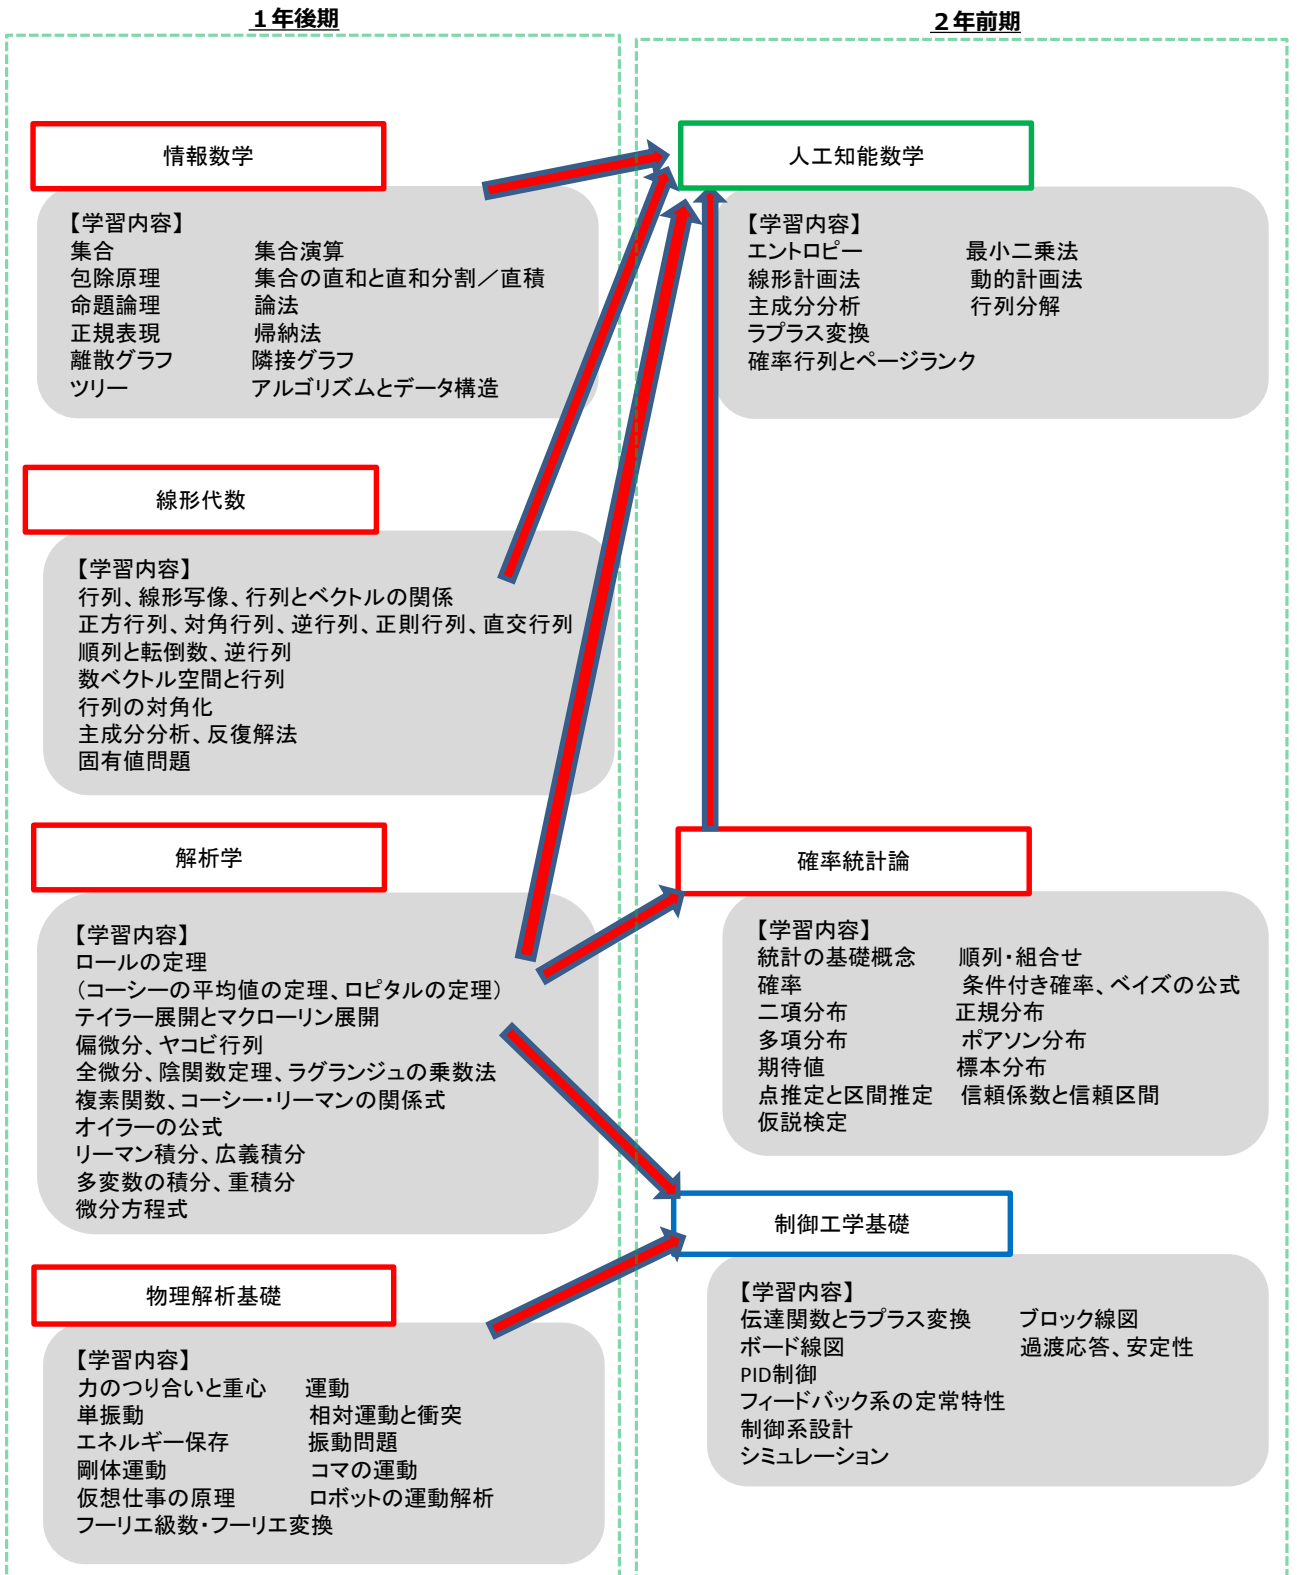 １年後期
情報数学
【学習内容】
集合　集合演算
包除原理　集合の直和と直和分割／直積
命題論理　論法
正規表現　帰納法
離散グラフ　隣接グラフ
ツリー　アルゴリズムとデータ構造
線形代数
【学習内容】
行列、線形写像、行列とベクトルの関係
正方行列、対角行列、逆行列、正則行列、直交行列
順列と転倒数、逆行列
数ベクトル空間と行列
行列の対角化
主成分分析、反復解法
固有値問題
解析学
【学習内容】
ロールの定理
（コーシーの平均値の定理、ロピタルの定理）
テイラー展開とマクローリン展開
偏微分、ヤコビ行列
全微分、陰関数定理、ラグランジュの乗数法
複素関数、コーシー・リーマンの関係式
オイラーの公式
リーマン積分、広義積分
多変数の積分、重積分
微分方程式
物理解析基礎
【学習内容】
力のつり合いと重心　運動
単振動　相対運動と衝突
エネルギー保存　振動問題
剛体運動　コマの運動
仮想仕事の原理　ロボットの運動解析
フーリエ級数・フーリエ変換
２年前期
人工知能数学
【学習内容】
エントロピー　最小二乗法
線形計画法　動的計画法
主成分分析　行列分解
ラプラス変換
確率行列とページランク
確率統計論
【学習内容】
統計の基礎概念　順列・組合せ
確率　条件付き確率、ベイズの公式
二項分布　正規分布
多項分布　ポアソン分布
期待値　標本分布
点推定と区間推定　信頼係数と信頼区間
仮説検定
制御工学基礎
【学習内容】
伝達関数とラプラス変換　ブロック線図
ボード線図　過渡応答、安定性
PID制御
フィードバック系の定常特性
制御系設計
シミュレーション